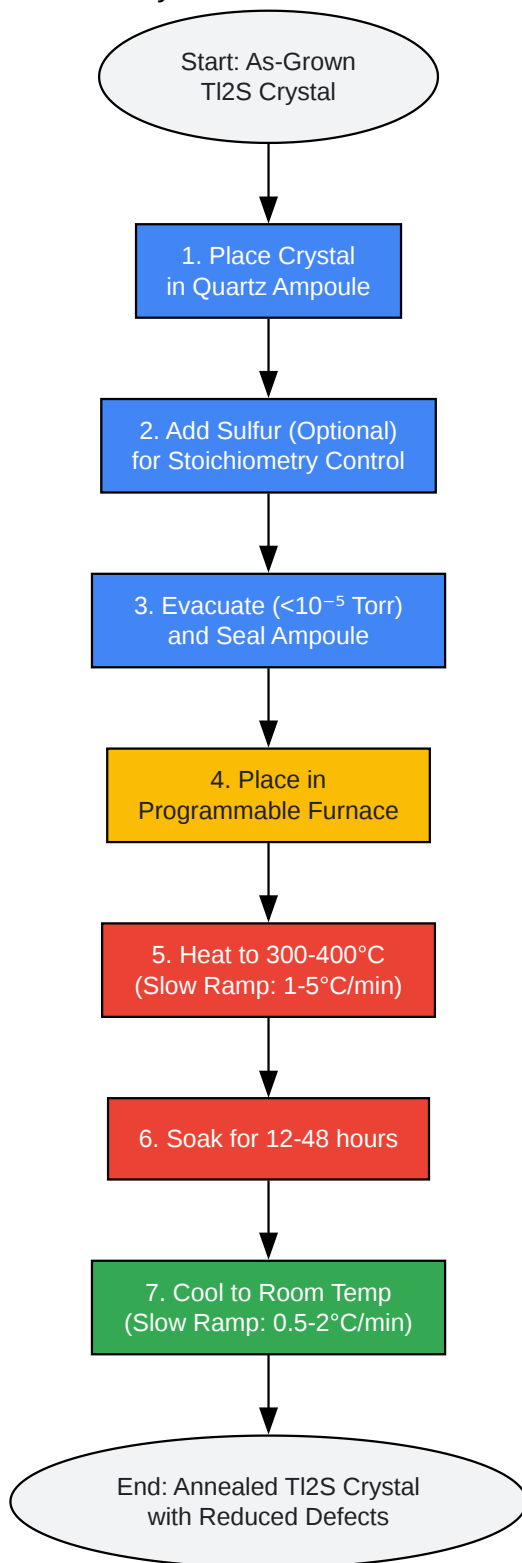 Start: As-Grown
Tl2S Crystal
1. Place Crystal
in Quartz Ampoule
2. Add Sulfur (Optional)
for Stoichiometry Control
3. Evacuate (<10⁻⁵ Torr)
and Seal Ampoule
4. Place in
Programmable Furnace
5. Heat to 300-400°C
(Slow Ramp: 1-5°C/min)
6. Soak for 12-48 hours
7. Cool to Room Temp
(Slow Ramp: 0.5-2°C/min)
End: Annealed Tl2S Crystal
with Reduced Defects